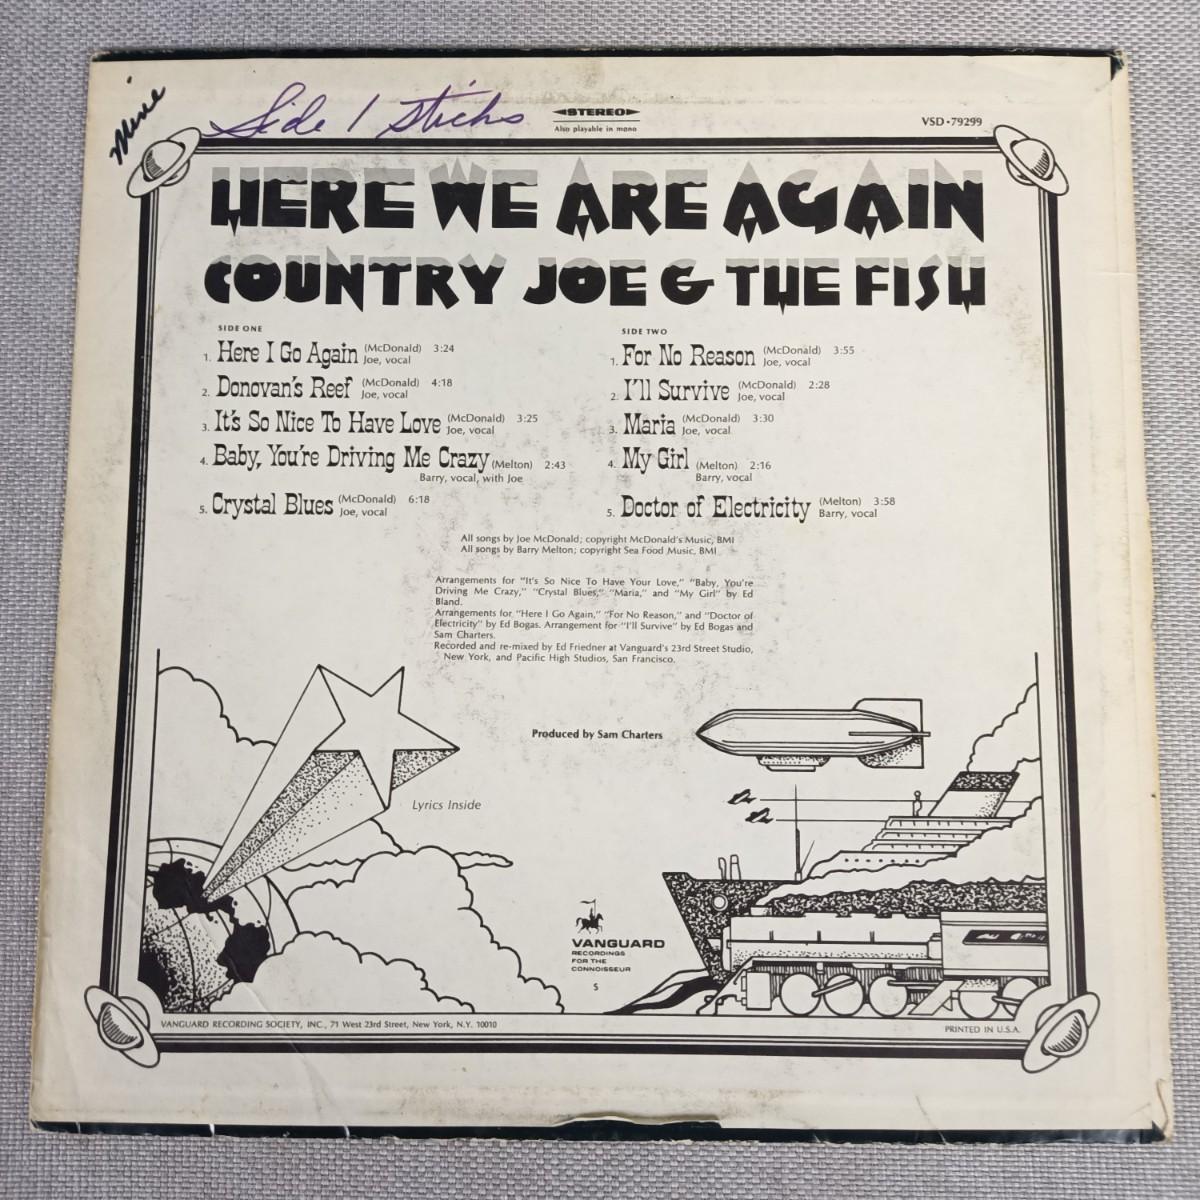 Mine
Side 1 sticks
STEREO
Also playable in mono
VSD•79299
HERE WE ARE AGAIN
COUNTRY JOE & THE FISH
SIDE ONE
1. Here I Go Again (McDonald) 3:24
Joe, vocal
2. Donovan's Reef (McDonald) 4:18
Joe, vocal
3. It's So Nice To Have Love (McDonald) 3:25
Joe, vocal
4. Baby, You're Driving Me Crazy (Melton) 2:43
Barry, vocal, with Joe
5. Crystal Blues (McDonald) 6:18
Joe, vocal
SIDE TWO
1. For No Reason (McDonald) 3:55
Joe, vocal
2. I'll Survive (McDonald) 2:28
Joe, vocal
3. Maria (McDonald) 3:30
Joe, vocal
4. My Girl (Melton) 2:16
Barry, vocal
5. Doctor of Electricity (Melton) 3:58
Barry, vocal
All songs by Joe McDonald; copyright McDonald's Music, BMI
All songs by Barry Melton; copyright Sea Food Music, BMI
Arrangements for "It's So Nice To Have Your Love," "Baby, You're
Driving Me Crazy," "Crystal Blues," "Maria," and "My Girl" by Ed
Bland.
Arrangements for "Here I Go Again," "For No Reason," and "Doctor of
Electricity" by Ed Bogas. Arrangement for "I'll Survive" by Ed Bogas and
Sam Charters.
Recorded and re-mixed by Ed Friedner at Vanguard's 23rd Street Studio,
New York, and Pacific High Studios, San Francisco.
Produced by Sam Charters
Lyrics Inside
VANGUARD
RECORDINGS
FOR THE
CONNOISSEUR
S
VANGUARD RECORDING SOCIETY, INC., 71 West 23rd Street, New York, N.Y. 10010
PRINTED IN U.S.A.